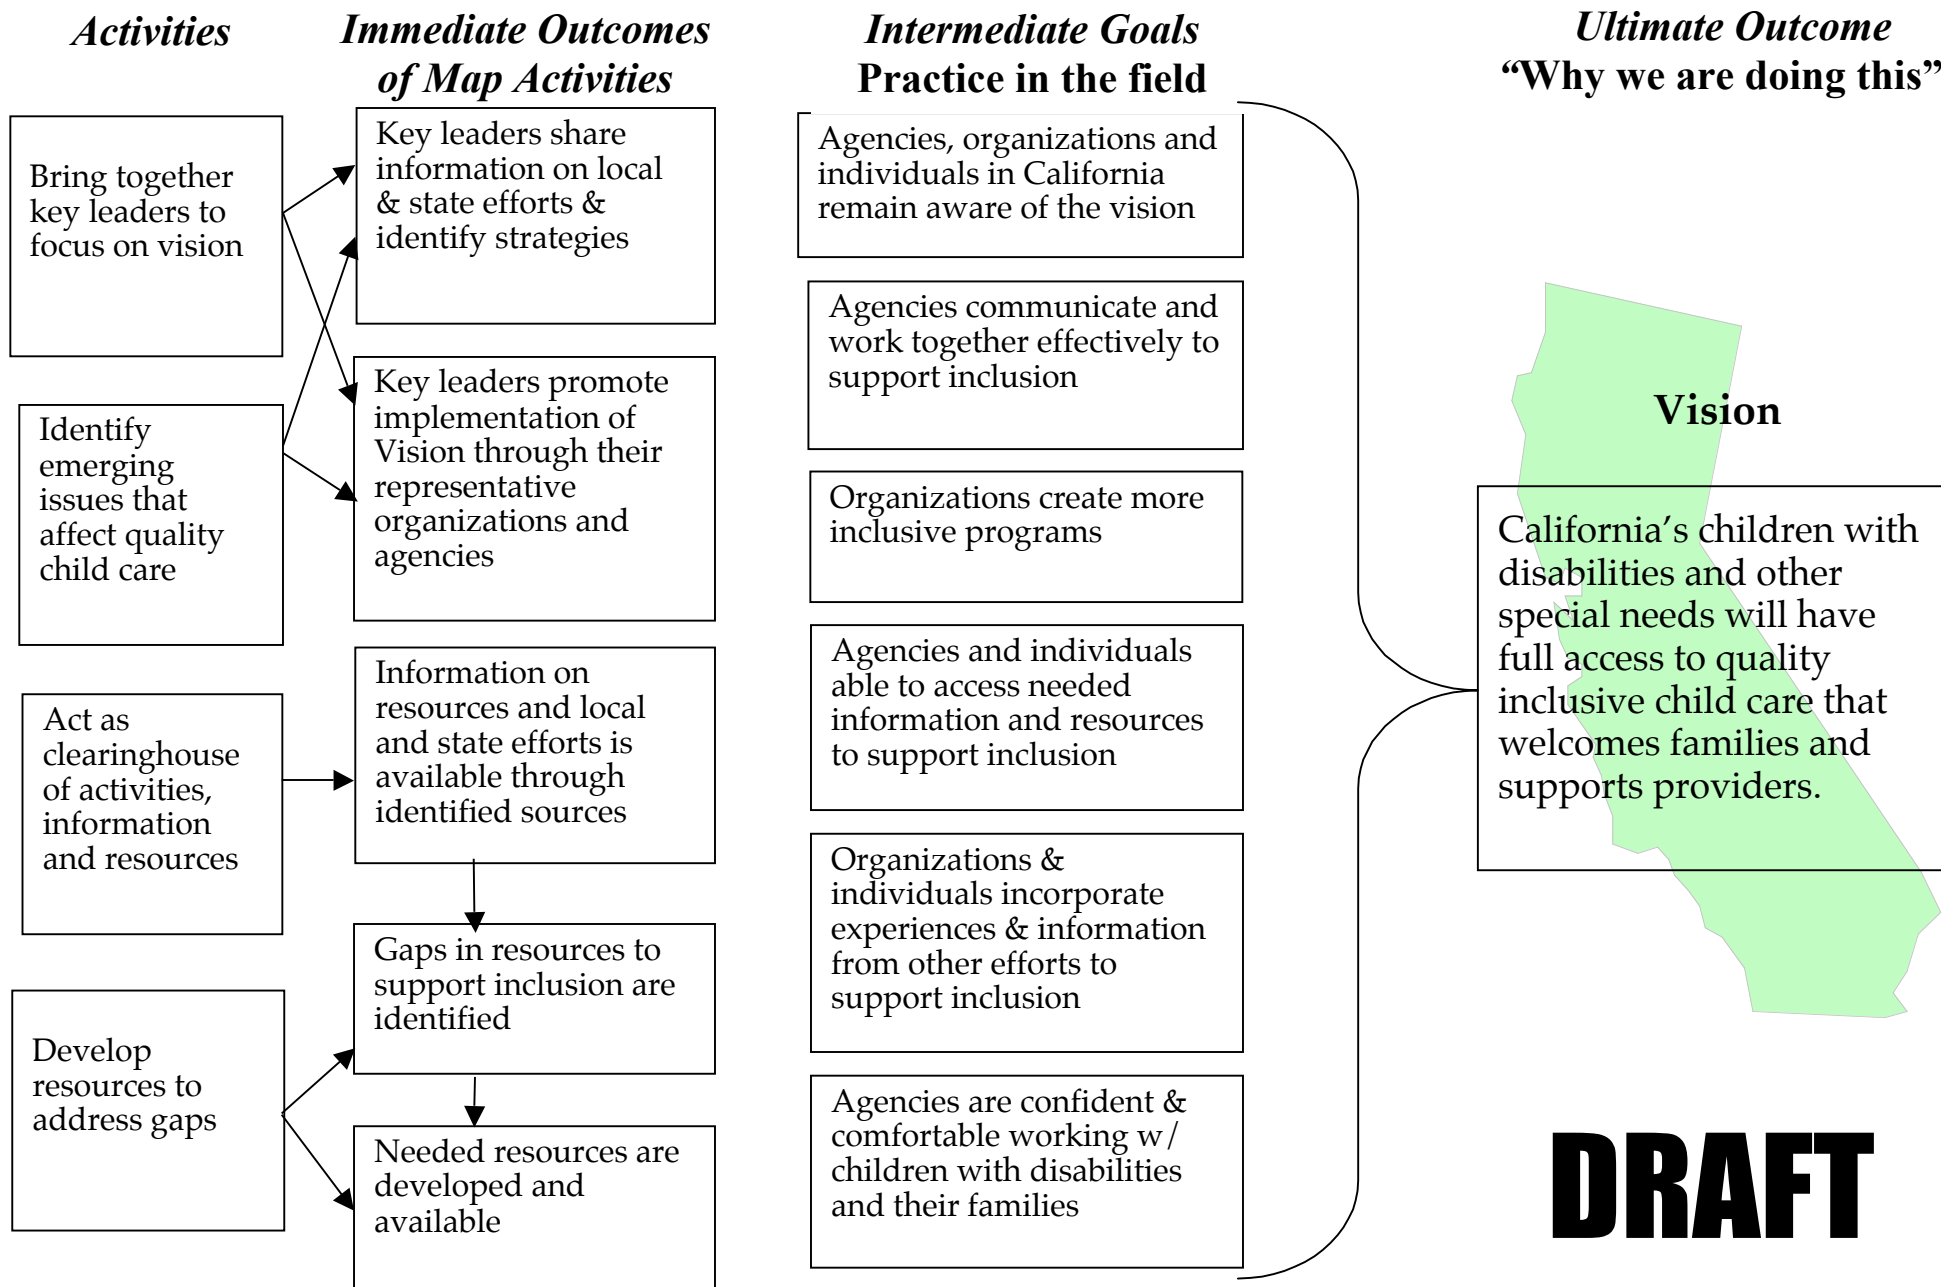 Activities
Immediate Outcomes
of Map Activities
Intermediate Goals
Practice in the field
Ultimate Outcome
“Why we are doing this”
Bring together
key leaders to
focus on vision
Identify
emerging
issues that
affect quality
child care
Act as
clearinghouse
of activities,
information
and resources
Develop
resources to
address gaps
Key leaders share
information on local
& state efforts &
identify strategies
Key leaders promote
implementation of
Vision through their
representative
organizations and
agencies
Information on
resources and local
and state efforts is
available through
identified sources
Gaps in resources to
support inclusion are
identified
Needed resources are
developed and
available
Agencies, organizations and
individuals in California
remain aware of the vision
Agencies communicate and
work together effectively to
support inclusion
Organizations create more
inclusive programs
Agencies and individuals
able to access needed
information and resources
to support inclusion
Organizations &
individuals incorporate
experiences & information
from other efforts to
support inclusion
Agencies are confident &
comfortable working w/
children with disabilities
and their families
Vision
California’s children with
disabilities and other
special needs will have
full access to quality
inclusive child care that
welcomes families and
supports providers.
DRAFT